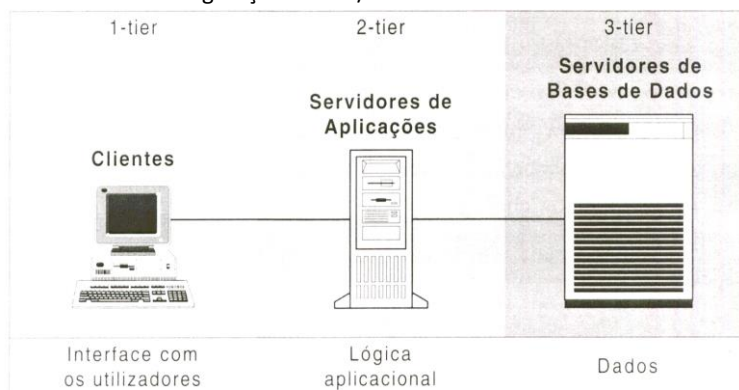 1-tier
2-tier
3-tier
Servidores de
Bases de Dados
Servidores de
Aplicações
Clientes
Interface com
os utilizadores
Lógica
aplicacional
Dados